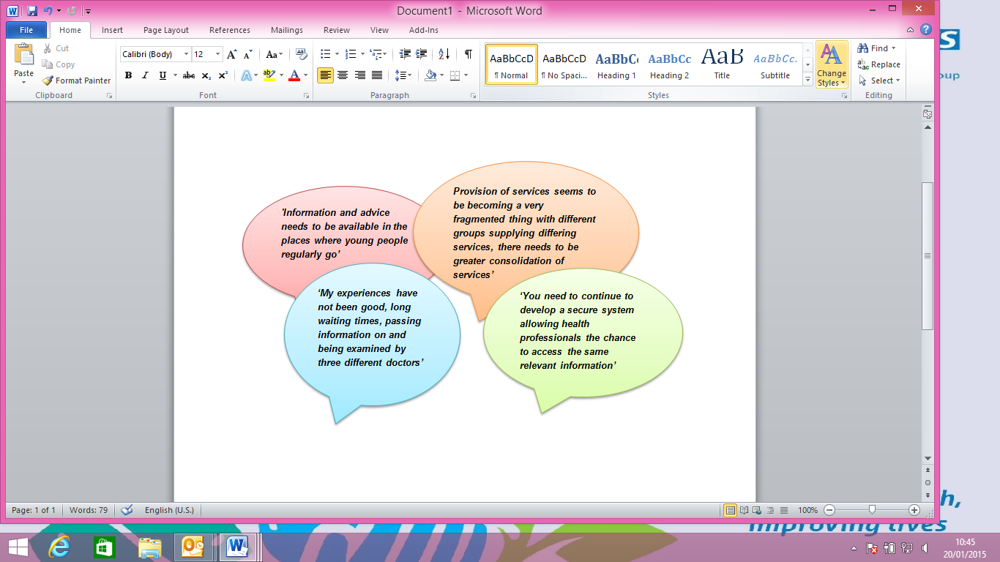 Document1 - Microsoft Word
File Home Insert Page Layout References Mailings Review View Add-Ins
Paste
Cut
Copy
Format Painter
Clipboard
Calibri (Body) 12
Font
Paragraph
AaBbCcD AaBbCcD AaBbCc AaBbCc AaB AaBbCc.
¶ Normal ¶ No Spaci... Heading 1 Heading 2 Title Subtitle
Styles
Change
Styles
Find
Replace
Select
Editing
'Information and advice
needs to be available in the
places where young people
regularly go’
Provision of services seems to
be becoming a very
fragmented thing with different
groups supplying differing
services, there needs to be
greater consolidation of
services’
‘My experiences have
not been good, long
waiting times, passing
information on and
being examined by
three different doctors’
‘You need to continue to
develop a secure system
allowing health
professionals the chance
to access the same
relevant information’
Page: 1 of 1 Words: 79 English (U.S.) 100%
improving lives
10:45
20/01/2015